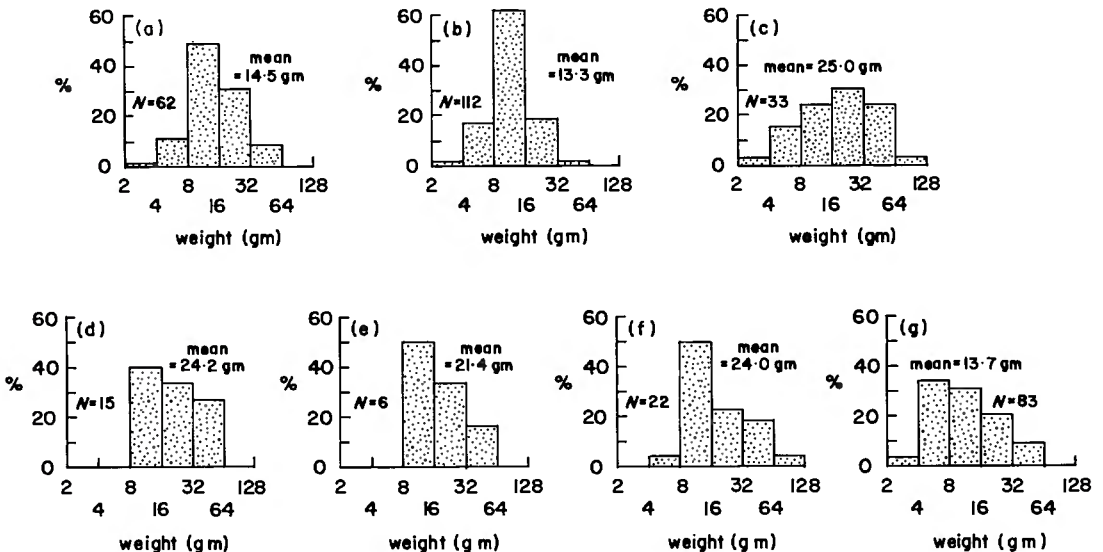 60 (a)
mean
= 14·5 gm
40
%
N=62
20
0
2 8 32 128
4 16 64
weight (gm)
60 (b)
mean
= 13·3 gm
40
%
N=112
20
0
2 8 32 128
4 16 64
weight (gm)
60 (c)
mean= 25·0 gm
40
%
N=33
20
0
2 8 32 128
4 16 64
weight (gm)
60 (d)
mean
= 24·2 gm
40
%
N=15
20
0
2 8 32 128
4 16 64
weight (gm)
60 (e)
mean
= 21·4 gm
40
%
N=6
20
0
2 8 32 128
4 16 64
weight (gm)
60 (f)
mean
= 24·0 gm
40
%
N=22
20
0
2 8 32 128
4 16 64
weight (gm)
60 (g)
mean=13·7 gm
40
%
N=83
20
0
2 8 32 128
4 16 64
weight (gm)